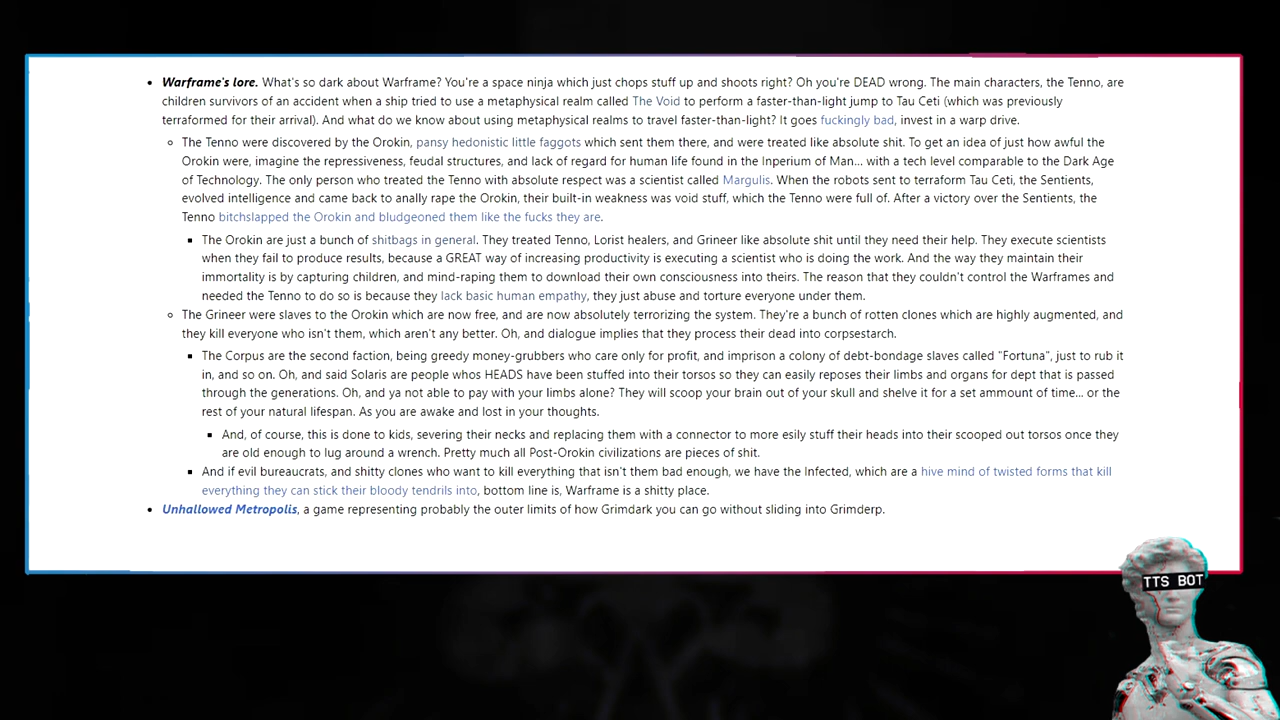 Warframe's lore. What's so dark about Warframe? You're a space ninja which just chops stuff up and shoots right? Oh you're DEAD wrong. The main characters, the Tenno, are
children survivors of an accident when a ship tried to use a metaphysical realm called The Void to perform a faster-than-light jump to Tau Ceti (which was previously
terraformed for their arrival). And what do we know about using metaphysical realms to travel faster-than-light? It goes fuckingly bad, invest in a warp drive.
The Tenno were discovered by the Orokin, pansy hedonistic little faggots which sent them there, and were treated like absolute shit. To get an idea of just how awful the
Orokin were, imagine the repressiveness, feudal structures, and lack of regard for human life found in the Inperium of Man... with a tech level comparable to the Dark Age
of Technology. The only person who treated the Tenno with absolute respect was a scientist called Margulis. When the robots sent to terraform Tau Ceti, the Sentients,
evolved intelligence and came back to anally rape the Orokin, their built-in weakness was void stuff, which the Tenno were full of. After a victory over the Sentients, the
Tenno bitchslapped the Orokin and bludgeoned them like the fucks they are.
The Orokin are just a bunch of shitbags in general. They treated Tenno, Lorist healers, and Grineer like absolute shit until they need their help. They execute scientists
when they fail to produce results, because a GREAT way of increasing productivity is executing a scientist who is doing the work. And the way they maintain their
immortality is by capturing children, and mind-raping them to download their own consciousness into theirs. The reason that they couldn't control the Warframes and
needed the Tenno to do so is because they lack basic human empathy, they just abuse and torture everyone under them.
The Grineer were slaves to the Orokin which are now free, and are now absolutely terrorizing the system. They're a bunch of rotten clones which are highly augmented, and
they kill everyone who isn't them, which aren't any better. Oh, and dialogue implies that they process their dead into corpsestarch.
The Corpus are the second faction, being greedy money-grubbers who care only for profit, and imprison a colony of debt-bondage slaves called "Fortuna", just to rub it
in, and so on. Oh, and said Solaris are people whos HEADS have been stuffed into their torsos so they can easily reposes their limbs and organs for dept that is passed
through the generations. Oh, and ya not able to pay with your limbs alone? They will scoop your brain out of your skull and shelve it for a set ammount of time... or the
rest of your natural lifespan. As you are awake and lost in your thoughts.
And, of course, this is done to kids, severing their necks and replacing them with a connector to more esily stuff their heads into their scooped out torsos once they
are old enough to lug around a wrench. Pretty much all Post-Orokin civilizations are pieces of shit.
And if evil bureaucrats, and shitty clones who want to kill everything that isn't them bad enough, we have the Infected, which are a hive mind of twisted forms that kill
everything they can stick their bloody tendrils into, bottom line is, Warframe is a shitty place.
Unhallowed Metropolis, a game representing probably the outer limits of how Grimdark you can go without sliding into Grimderp.
TTS BOT